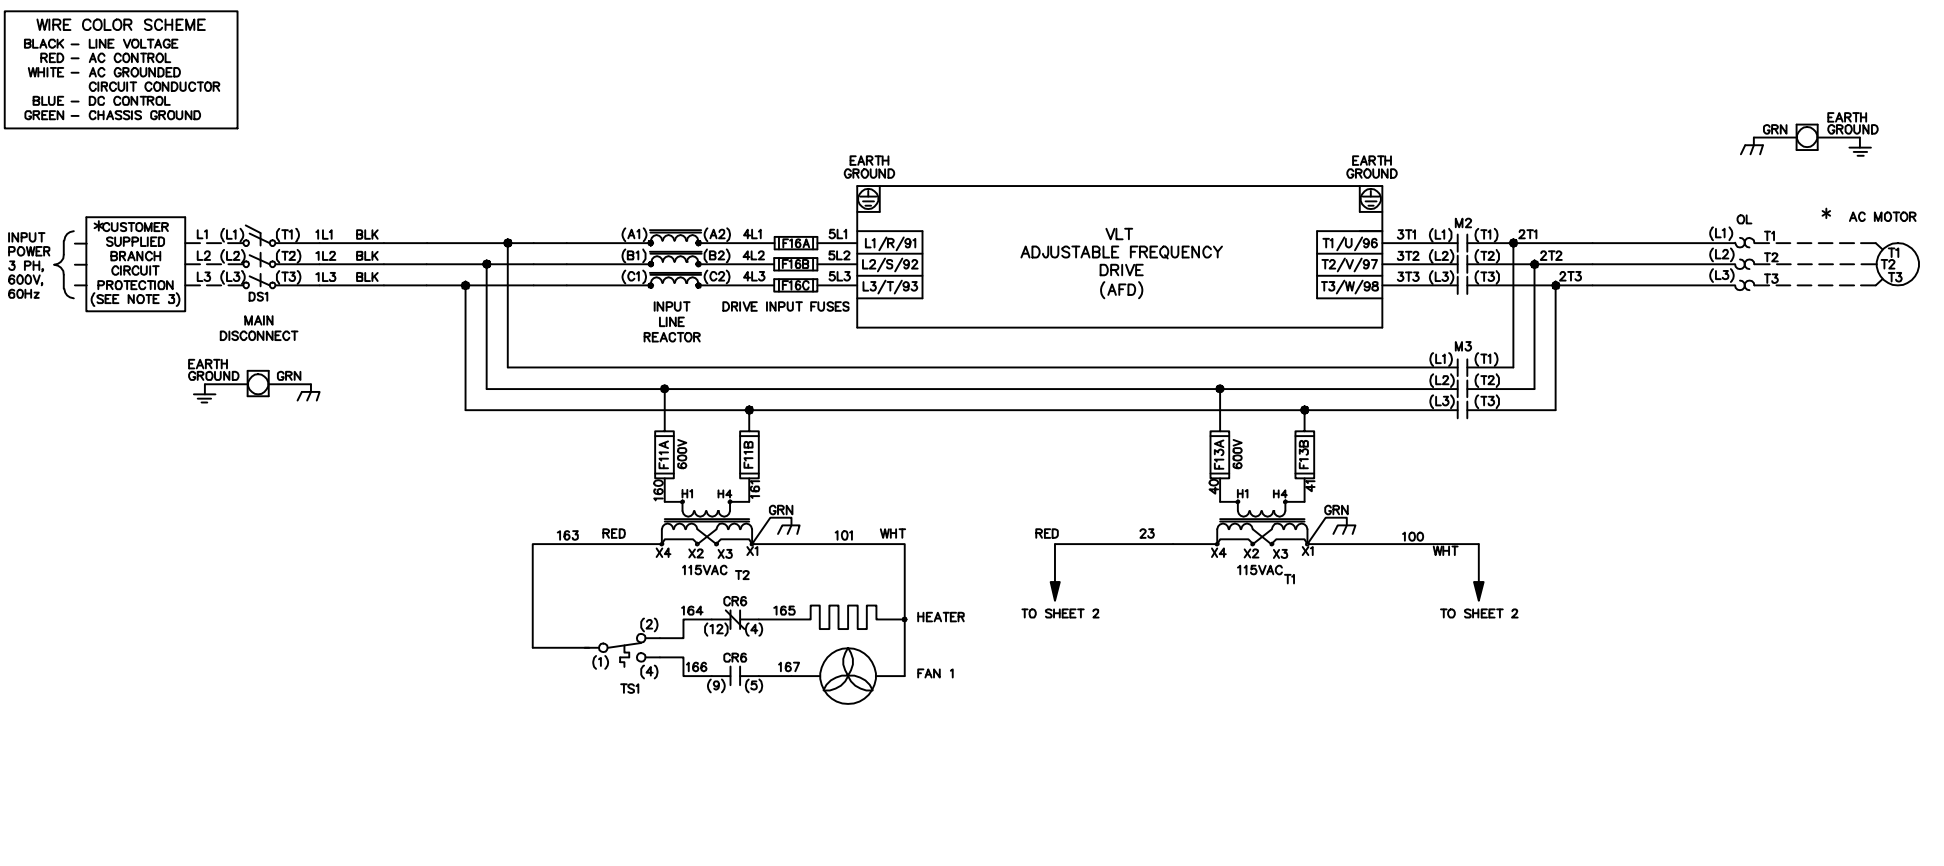 WIRE COLOR SCHEME
BLACK – LINE VOLTAGE
RED – AC CONTROL
WHITE – AC GROUNDED
CIRCUIT CONDUCTOR
BLUE – DC CONTROL
GREEN – CHASSIS GROUND
GRN
EARTH
GROUND
EARTH
GROUND
EARTH
GROUND
INPUT
POWER
3 PH,
600V,
60Hz
*CUSTOMER
SUPPLIED
BRANCH
CIRCUIT
PROTECTION
(SEE NOTE 3)
L1 (L1) (T1) 1L1 BLK
L2 (L2) (T2) 1L2 BLK
L3 (L3) (T3) 1L3 BLK
DS1
MAIN
DISCONNECT
EARTH
GROUND
GRN
(A1) (A2) 4L1 F16A 5L1 L1/R/91
(B1) (B2) 4L2 F16B 5L2 L2/S/92
(C1) (C2) 4L3 F16C 5L3 L3/T/93
INPUT
LINE
REACTOR
DRIVE INPUT FUSES
VLT
ADJUSTABLE FREQUENCY
DRIVE
(AFD)
M2
T1/U/96 3T1 (L1) (T1) 2T1
T2/V/97 3T2 (L2) (T2) 2T2
T3/W/98 3T3 (L3) (T3) 2T3
OL
(L1) T1
(L2) T2
(L3) T3
* AC MOTOR
T1
T2
T3
M3
(L1) (T1)
(L2) (T2)
(L3) (T3)
F11A
600V
F11B
160
161
H1 H4
GRN
163 RED
101 WHT
X4 X2 X3 X1
115VAC T2
F13A
600V
F13B
40
41
H1 H4
GRN
RED 23
100
WHT
X4 X2 X3 X1
115VAC T1
TO SHEET 2
TO SHEET 2
CR6
164 165
(12) (4)
HEATER
(2)
(1)
(4)
TS1
CR6
166 167
(9) (5)
FAN 1